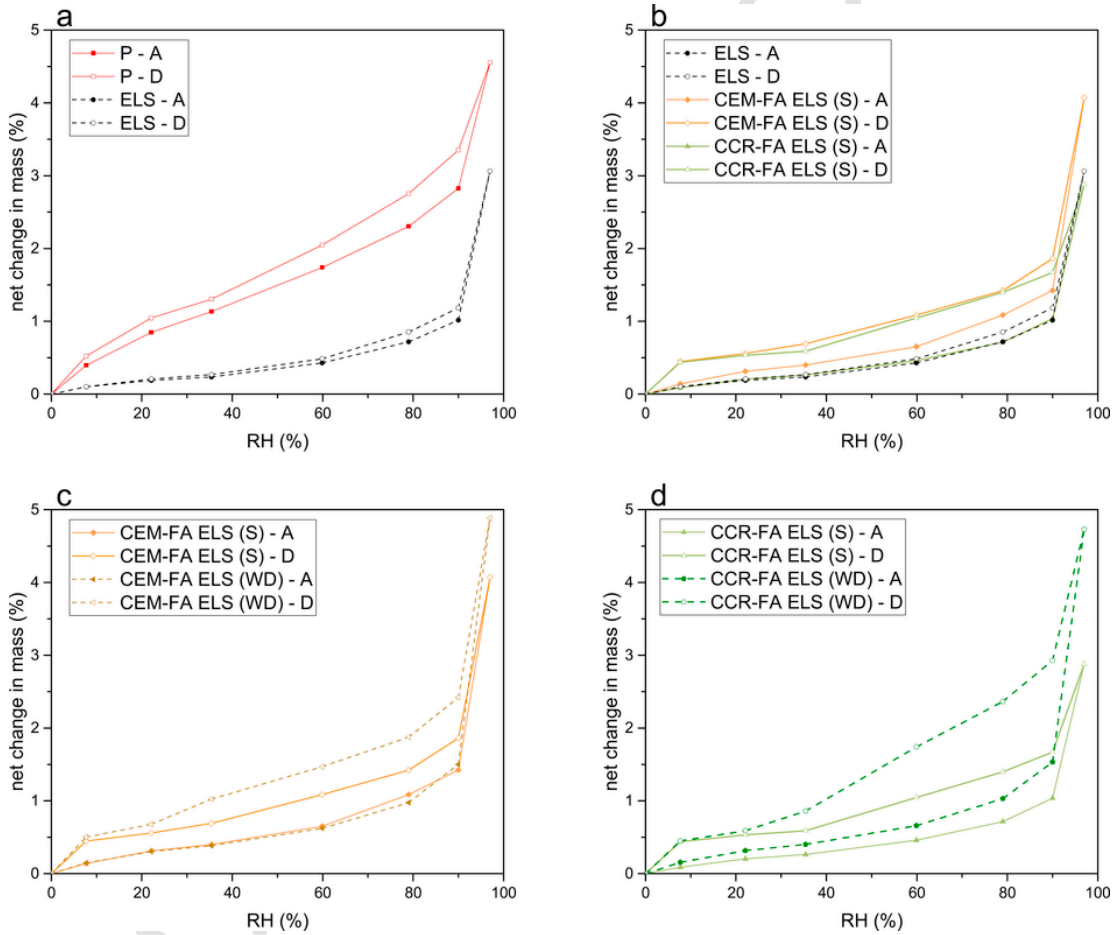 a
P - A
P - D
ELS - A
ELS - D
5
4
3
2
1
0
0 20 40 60 80 100
net change in mass (%)
RH (%)
b
ELS - A
ELS - D
CEM-FA ELS (S) - A
CEM-FA ELS (S) - D
CCR-FA ELS (S) - A
CCR-FA ELS (S) - D
5
4
3
2
1
0
0 20 40 60 80 100
net change in mass (%)
RH (%)
c
CEM-FA ELS (S) - A
CEM-FA ELS (S) - D
CEM-FA ELS (WD) - A
CEM-FA ELS (WD) - D
5
4
3
2
1
0
0 20 40 60 80 100
net change in mass (%)
RH (%)
d
CCR-FA ELS (S) - A
CCR-FA ELS (S) - D
CCR-FA ELS (WD) - A
CCR-FA ELS (WD) - D
5
4
3
2
1
0
0 20 40 60 80 100
net change in mass (%)
RH (%)